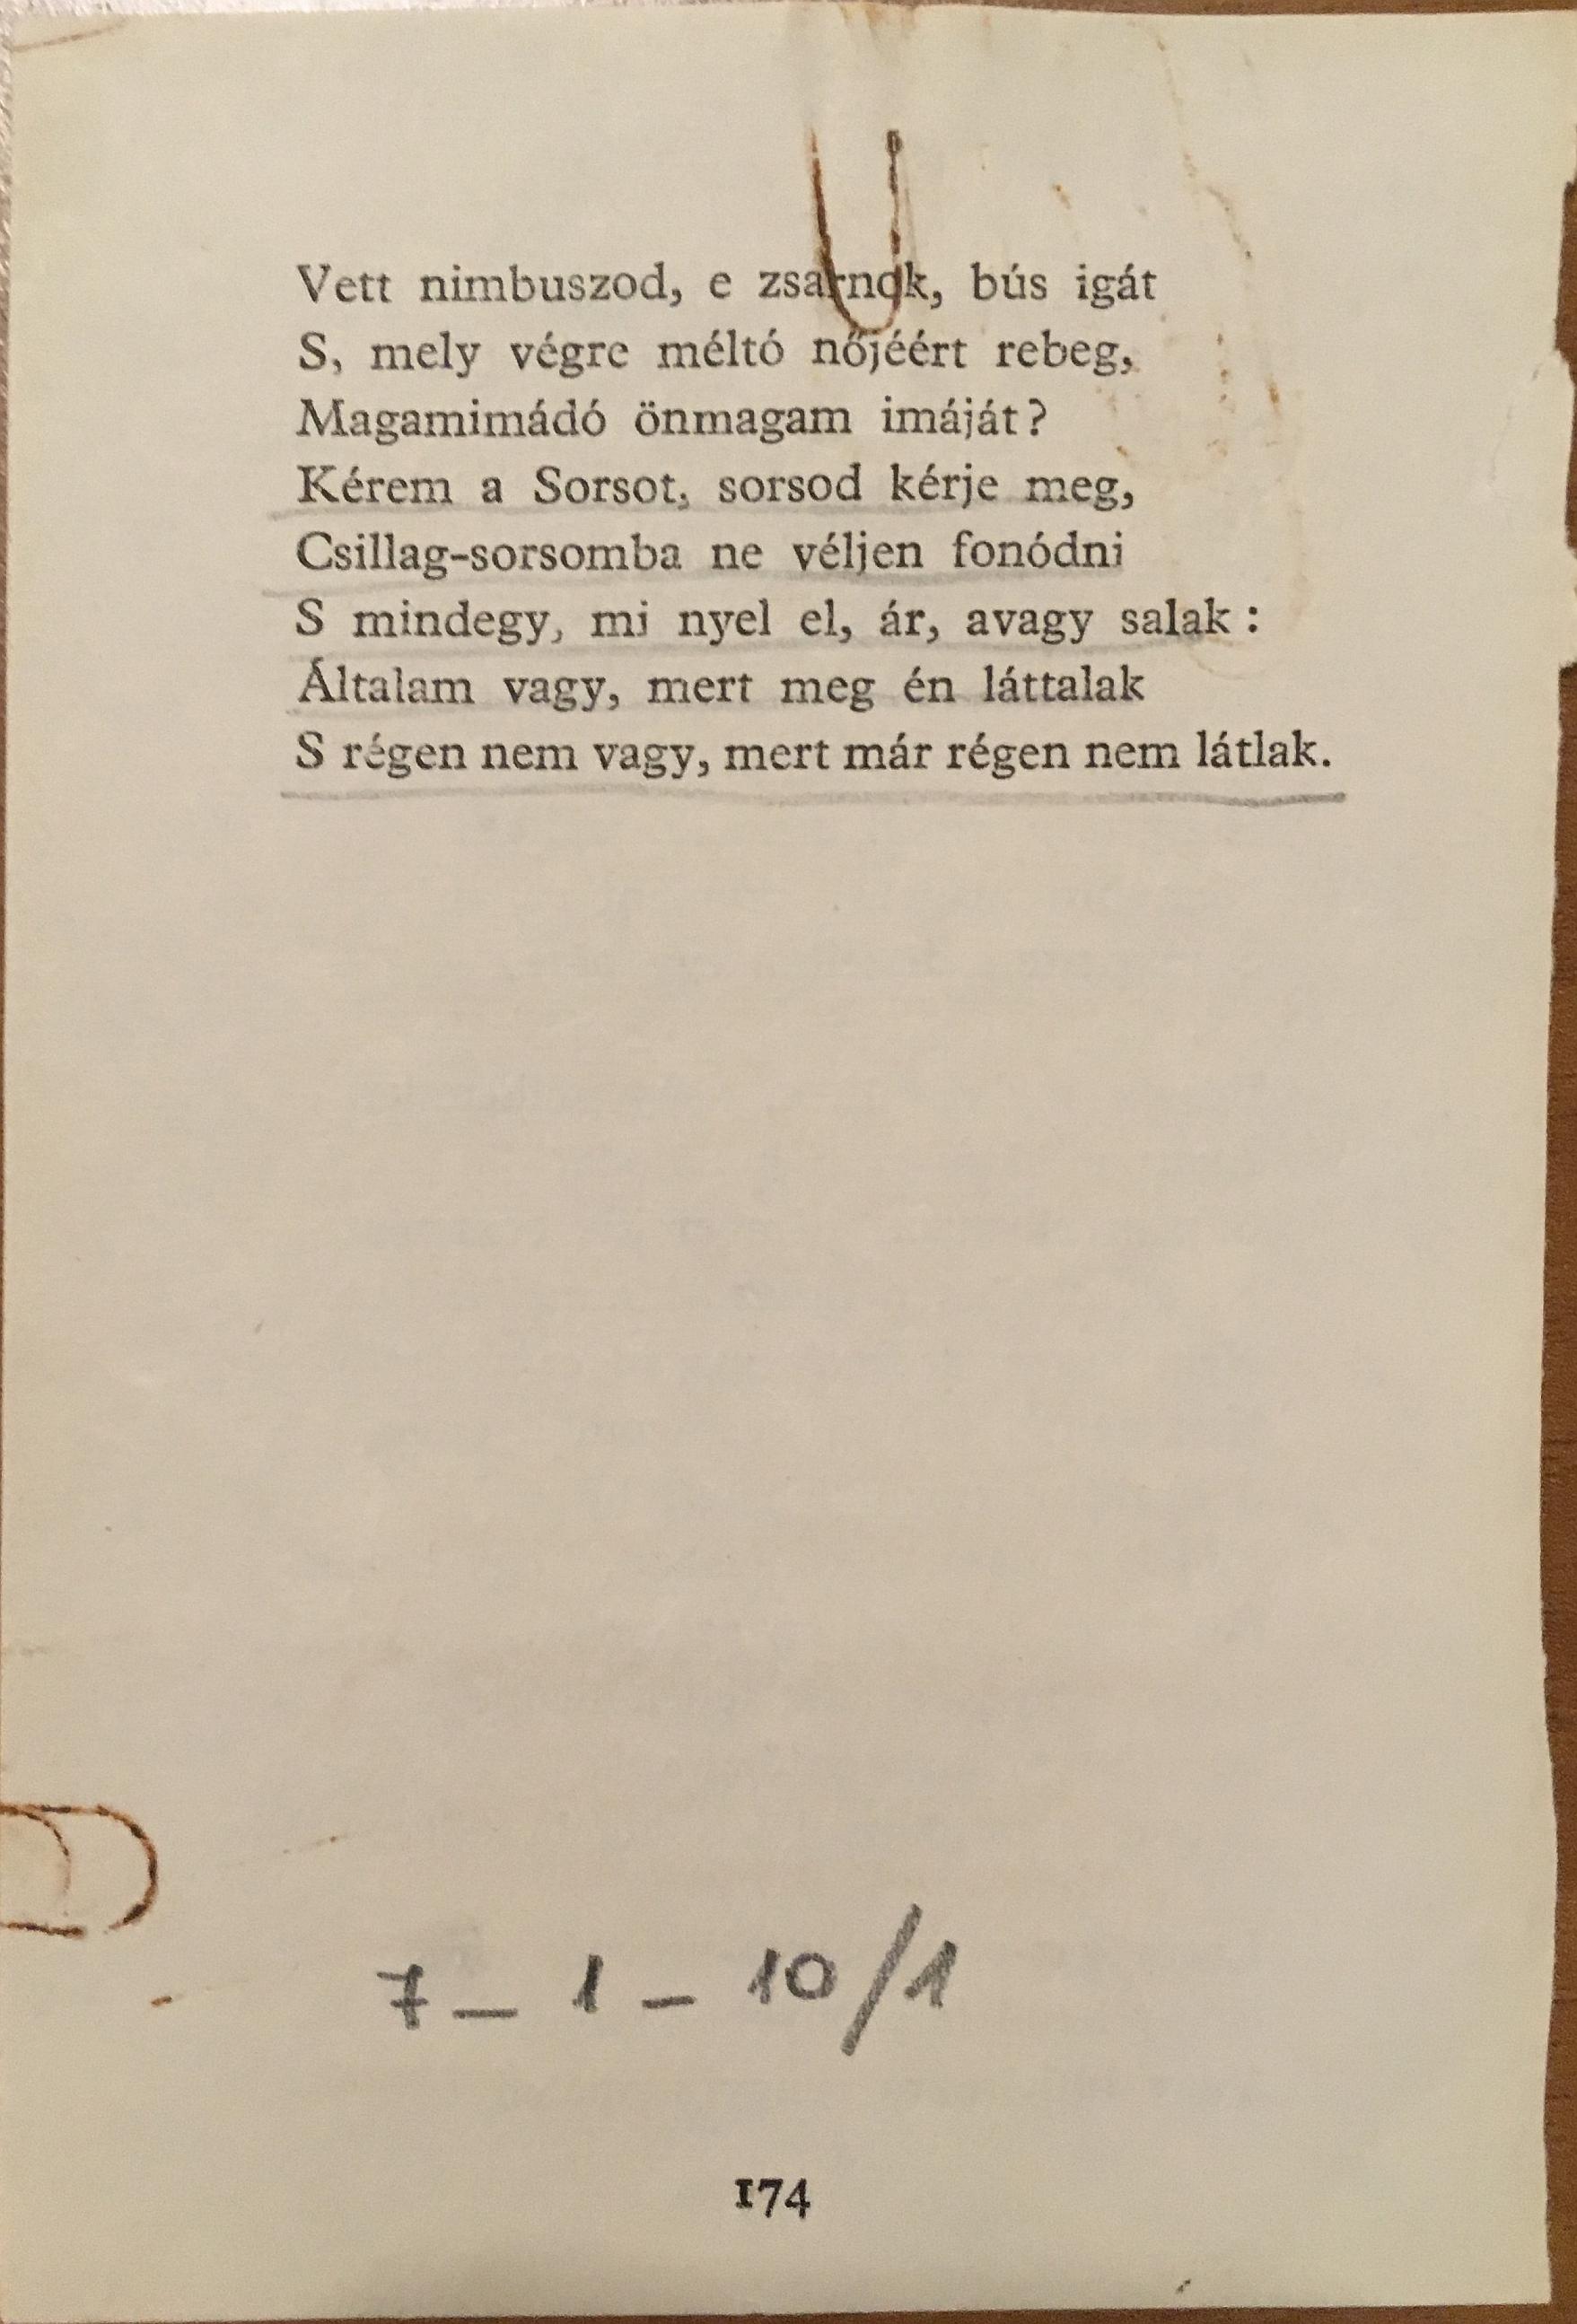 Vett nimbuszod, e zsarnok, bús igát
S, mely végre méltó nőjéért rebeg,
Magamimádó önmagam imáját?
Kérem a Sorsot, sorsod kérje meg,
Csillag-sorsomba ne véljen fonódni
S mindegy, mi nyel el, ár, avagy salak:
Általam vagy, mert meg én láttalak
S régen nem vagy, mert már régen nem látlak.
7 - 1 - 10/1
174